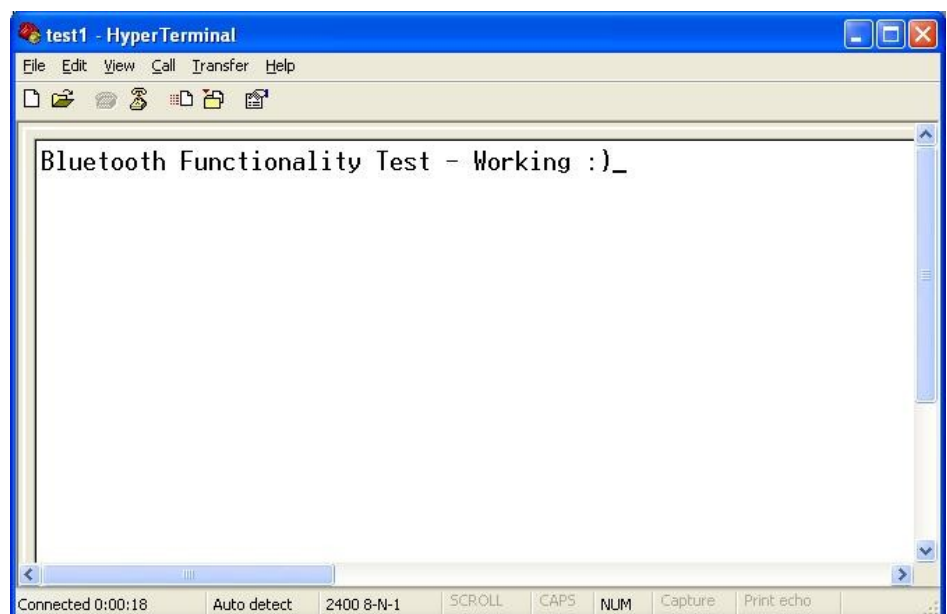 test1 - HyperTerminal
File Edit View Call Transfer Help
Bluetooth Functionality Test - Working :)_
Connected 0:00:18 Auto detect 2400 8-N-1 SCROLL CAPS NUM Capture Print echo